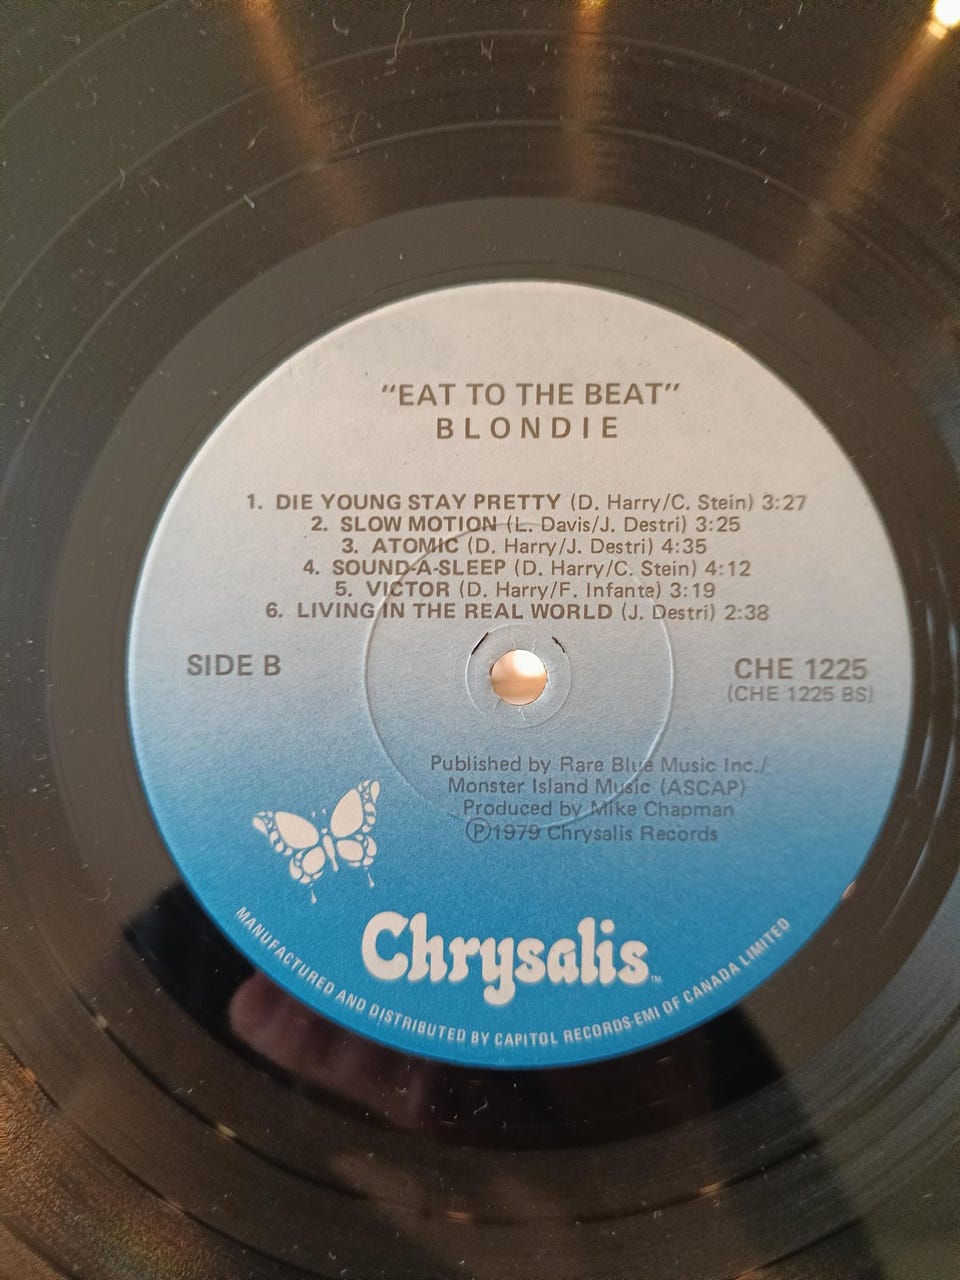 "EAT TO THE BEAT"
BLONDIE
1. DIE YOUNG STAY PRETTY (D. Harry/C. Stein) 3:27
2. SLOW MOTION (L. Davis/J. Destri) 3:25
3. ATOMIC (D. Harry/J. Destri) 4:35
4. SOUND-A-SLEEP (D. Harry/C. Stein) 4:12
5. VICTOR (D. Harry/F. Infante) 3:19
6. LIVING IN THE REAL WORLD (J. Destri) 2:38
SIDE B
CHE 1225
(CHE 1225 BS)
Published by Rare Blue Music Inc./
Monster Island Music (ASCAP)
Produced by Mike Chapman
Ⓟ1979 Chrysalis Records
Chrysalis™
MANUFACTURED AND DISTRIBUTED BY CAPITOL RECORDS-EMI OF CANADA LIMITED